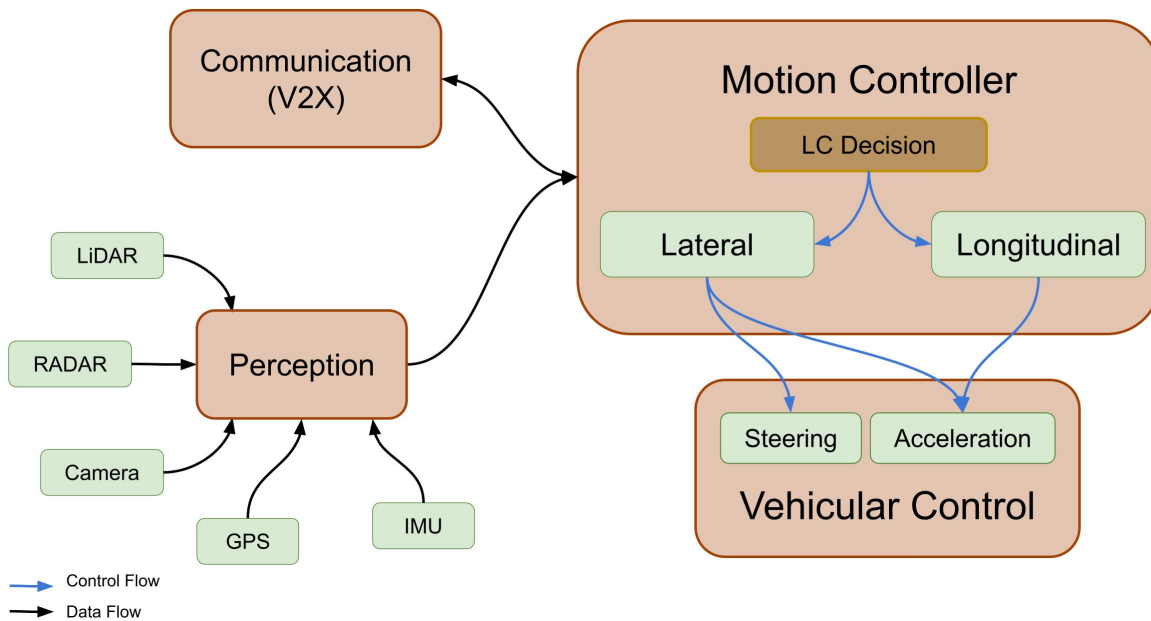 Communication
(V2X)
Motion Controller
LC Decision
Lateral
Longitudinal
LiDAR
RADAR
Perception
Camera
GPS
IMU
Steering
Acceleration
Vehicular Control
Control Flow
Data Flow